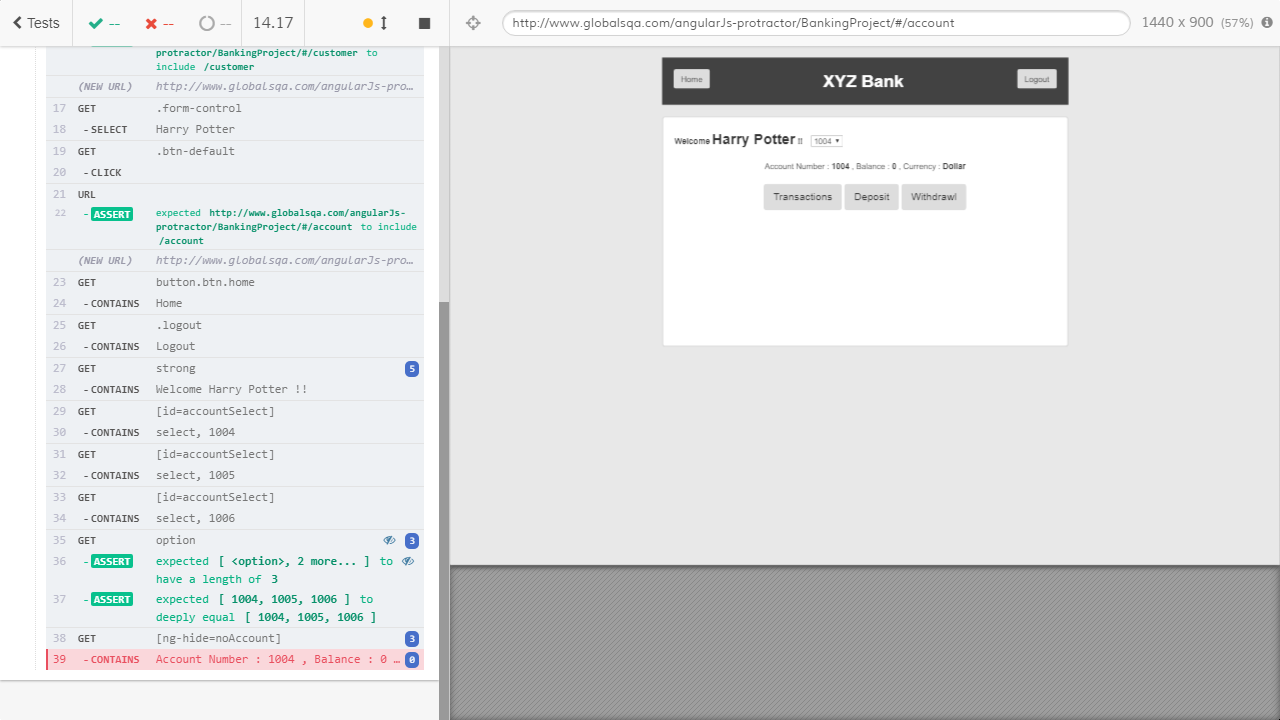 Tests
--
--
--
14.17
http://www.globalsqa.com/angularJs-protractor/BankingProject/#/account
1440 x 900 (57%)
protractor/BankingProject/#/customer to
include /customer
(NEW URL) http://www.globalsqa.com/angularJs-pro…
17 GET .form-control
18 - SELECT Harry Potter
19 GET .btn-default
20 - CLICK
21 URL
22 - ASSERT expected http://www.globalsqa.com/angularJs-
protractor/BankingProject/#/account to include
/account
(NEW URL) http://www.globalsqa.com/angularJs-pro…
23 GET button.btn.home
24 - CONTAINS Home
25 GET .logout
26 - CONTAINS Logout
27 GET strong 5
28 - CONTAINS Welcome Harry Potter !!
29 GET [id=accountSelect]
30 - CONTAINS select, 1004
31 GET [id=accountSelect]
32 - CONTAINS select, 1005
33 GET [id=accountSelect]
34 - CONTAINS select, 1006
35 GET option 3
36 - ASSERT expected [ <option>, 2 more... ] to
have a length of 3
37 - ASSERT expected [ 1004, 1005, 1006 ] to
deeply equal [ 1004, 1005, 1006 ]
38 GET [ng-hide=noAccount] 3
39 - CONTAINS Account Number : 1004 , Balance : 0 … 0
Home
XYZ Bank
Logout
Welcome Harry Potter !! 1004
Account Number : 1004 , Balance : 0 , Currency : Dollar
Transactions
Deposit
Withdrawl